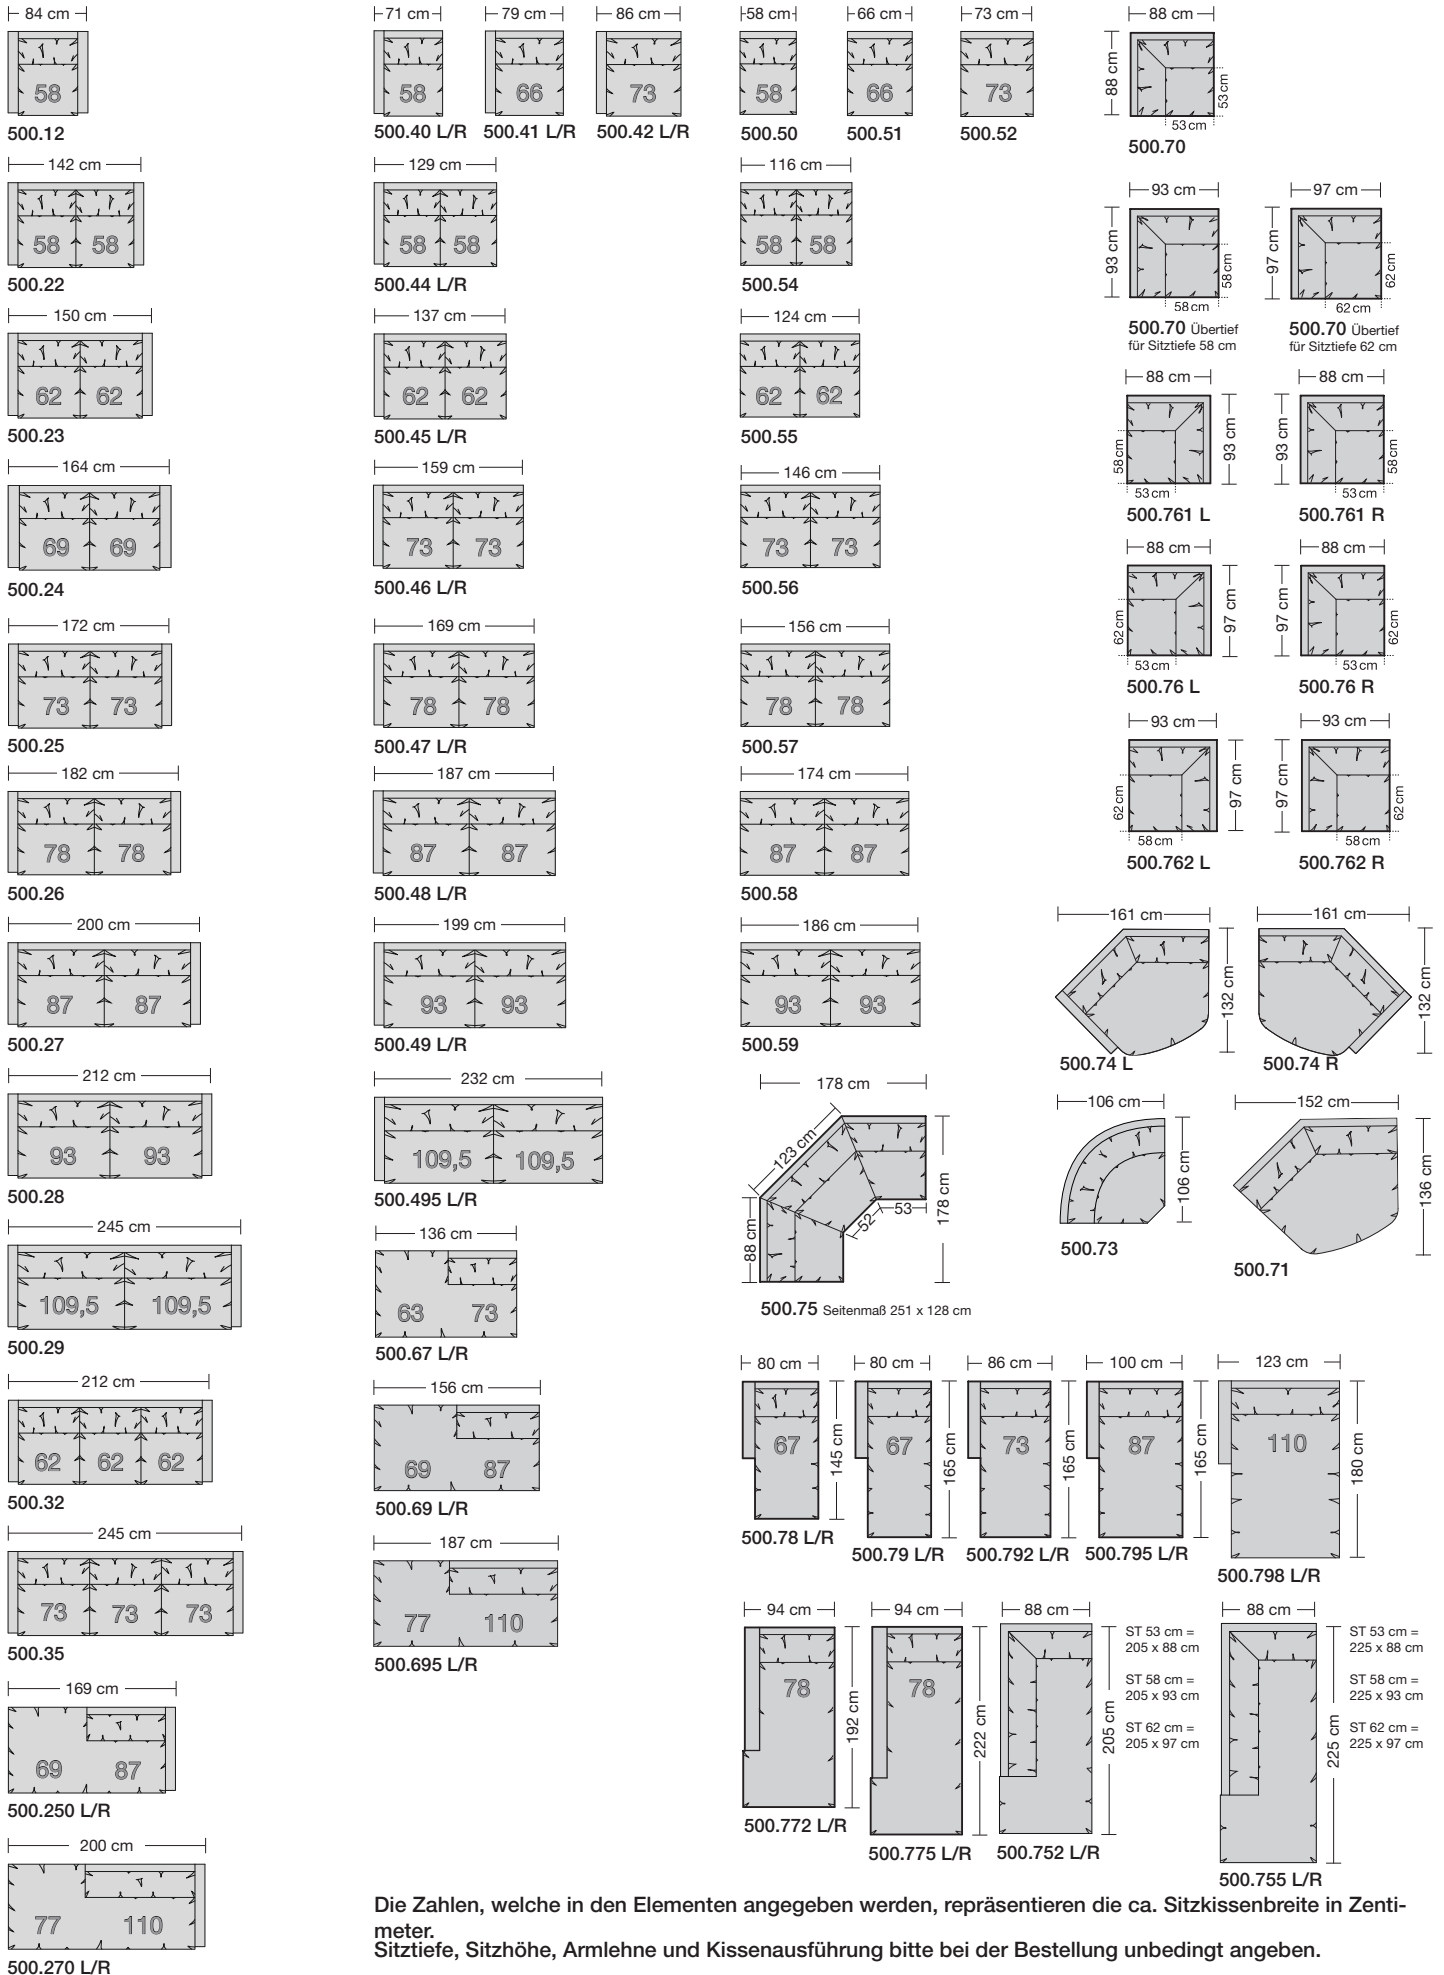 84 cm
58
500.12
142 cm
58 58
500.22
150 cm
62 62
500.23
164 cm
69 69
500.24
172 cm
73 73
500.25
182 cm
78 78
500.26
200 cm
87 87
500.27
212 cm
93 93
500.28
245 cm
109,5 109,5
500.29
212 cm
62 62 62
500.32
245 cm
73 73 73
500.35
169 cm
69 87
500.250 L/R
200 cm
77 110
500.270 L/R
71 cm 79 cm 86 cm
58 66 73
500.40 L/R 500.41 L/R 500.42 L/R
129 cm
58 58
500.44 L/R
137 cm
62 62
500.45 L/R
159 cm
73 73
500.46 L/R
169 cm
78 78
500.47 L/R
187 cm
87 87
500.48 L/R
199 cm
93 93
500.49 L/R
232 cm
109,5 109,5
500.495 L/R
136 cm
63 73
500.67 L/R
156 cm
69 87
500.69 L/R
187 cm
77 110
500.695 L/R
58 cm 66 cm 73 cm
58 66 73
500.50 500.51 500.52
116 cm
58 58
500.54
124 cm
62 62
500.55
146 cm
73 73
500.56
156 cm
78 78
500.57
174 cm
87 87
500.58
186 cm
93 93
500.59
178 cm
123 cm
178 cm
88 cm
52
53
500.75 Seitenmaß 251 x 128 cm
88 cm
88 cm
53 cm
53 cm
500.70
93 cm
93 cm
58 cm
58 cm
500.70 Übertief
für Sitztiefe 58 cm
97 cm
97 cm
62 cm
62 cm
500.70 Übertief
für Sitztiefe 62 cm
88 cm
58 cm
93 cm
53 cm
500.761 L
88 cm
93 cm
58 cm
53 cm
500.761 R
88 cm
62 cm
97 cm
53 cm
500.76 L
88 cm
97 cm
62 cm
53 cm
500.76 R
93 cm
62 cm
97 cm
58 cm
500.762 L
93 cm
97 cm
62 cm
58 cm
500.762 R
161 cm
132 cm
500.74 L
161 cm
132 cm
500.74 R
106 cm
106 cm
500.73
152 cm
136 cm
500.71
80 cm
67
145 cm
500.78 L/R
80 cm
67
165 cm
500.79 L/R
86 cm
73
165 cm
500.792 L/R
100 cm
87
165 cm
500.795 L/R
123 cm
110
180 cm
500.798 L/R
94 cm
78
192 cm
500.772 L/R
94 cm
78
222 cm
500.775 L/R
88 cm
205 cm
500.752 L/R
ST 53 cm =
205 x 88 cm
ST 58 cm =
205 x 93 cm
ST 62 cm =
205 x 97 cm
88 cm
225 cm
500.755 L/R
ST 53 cm =
225 x 88 cm
ST 58 cm =
225 x 93 cm
ST 62 cm =
225 x 97 cm
Die Zahlen, welche in den Elementen angegeben werden, repräsentieren die ca. Sitzkissenbreite in Zenti-
meter.
Sitztiefe, Sitzhöhe, Armlehne und Kissenausführung bitte bei der Bestellung unbedingt angeben.